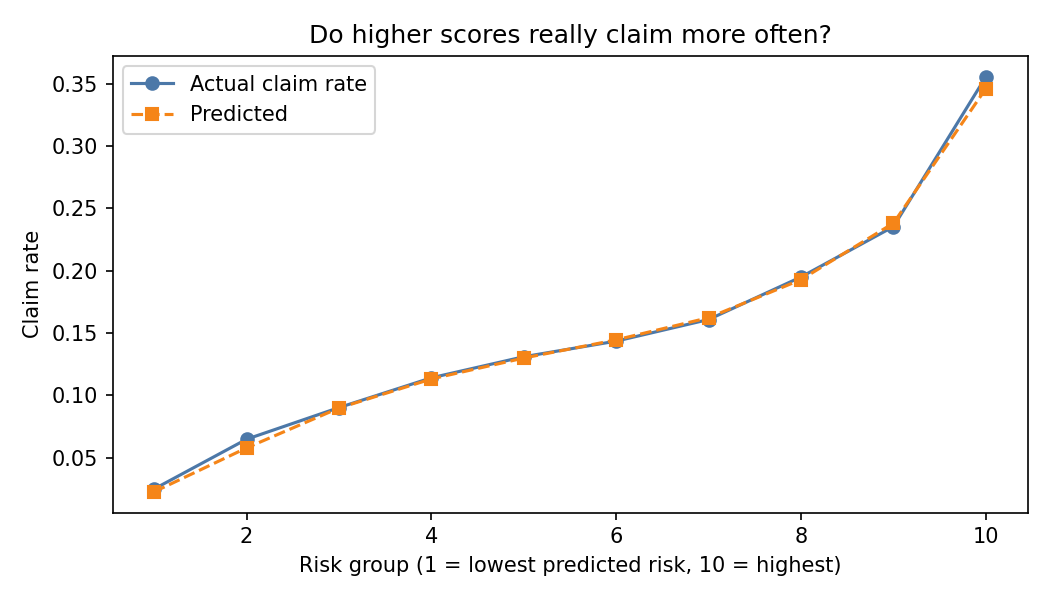 Do higher scores really claim more often?
Actual claim rate
Predicted
0.35
0.30
0.25
0.20
0.15
0.10
0.05
Claim rate
2 4 6 8 10
Risk group (1 = lowest predicted risk, 10 = highest)